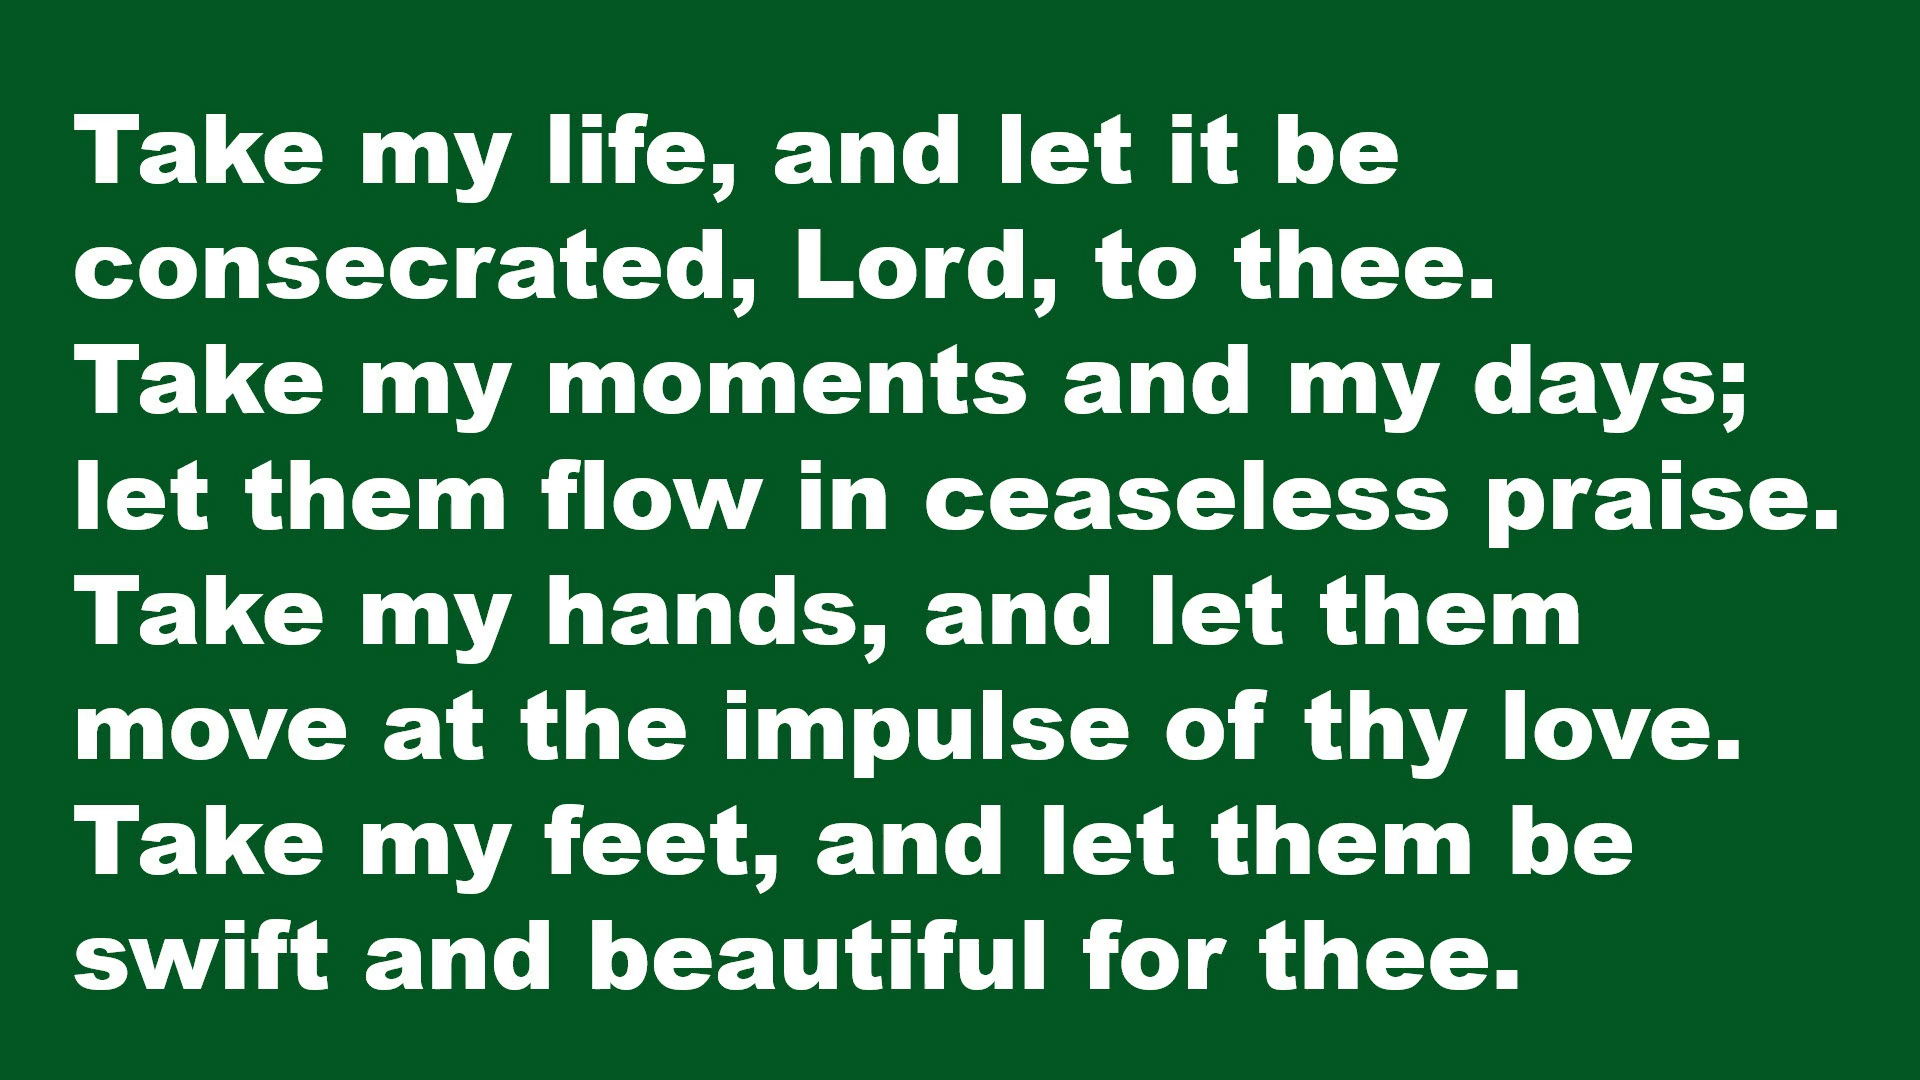 Take my life, and let it be
consecrated, Lord, to thee.
Take my moments and my days;
let them flow in ceaseless praise.
Take my hands, and let them
move at the impulse of thy love.
Take my feet, and let them be
swift and beautiful for thee.